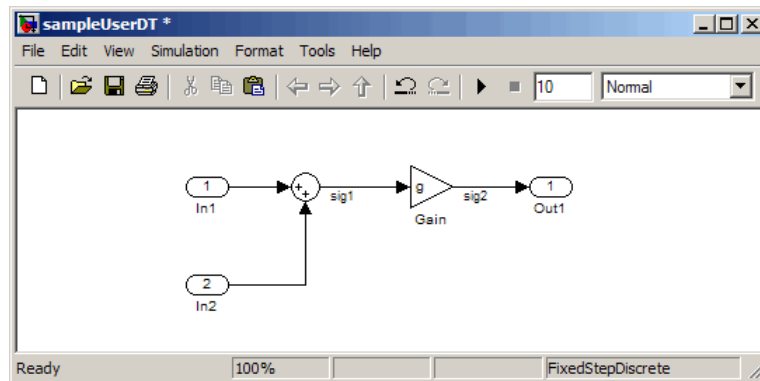 sampleUserDT *
File Edit View Simulation Format Tools Help
10 Normal
1 + + sig1 g sig2 1
In1 Gain Out1
2
In2
Ready 100% FixedStepDiscrete